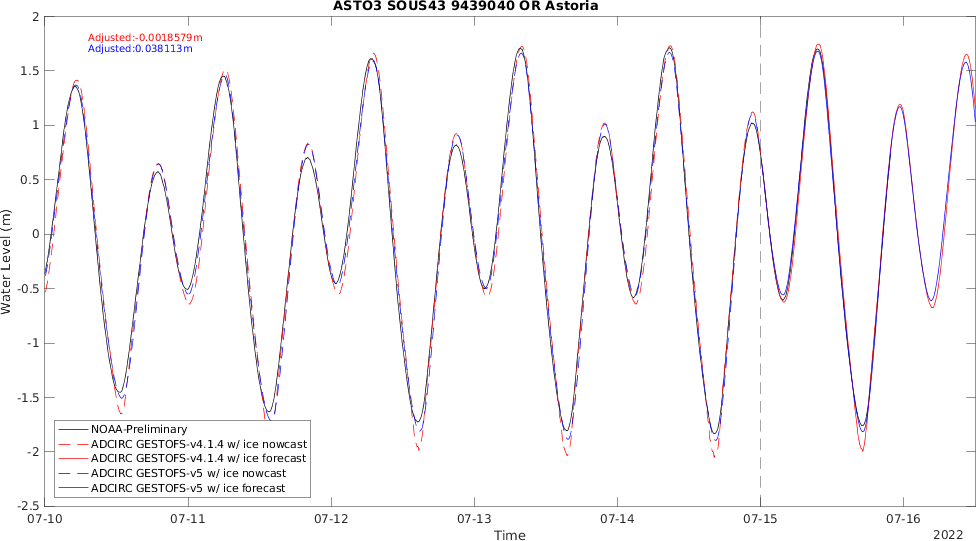 ASTO3 SOUS43 9439040 OR Astoria
2
Adjusted:-0.0018579m
Adjusted:0.038113m
1.5
1
0.5
0
-0.5
-1
-1.5
-2
-2.5
Water Level (m)
NOAA-Preliminary
ADCIRC GESTOFS-v4.1.4 w/ ice nowcast
ADCIRC GESTOFS-v4.1.4 w/ ice forecast
ADCIRC GESTOFS-v5 w/ ice nowcast
ADCIRC GESTOFS-v5 w/ ice forecast
07-10 07-11 07-12 07-13 07-14 07-15 07-16
Time
2022